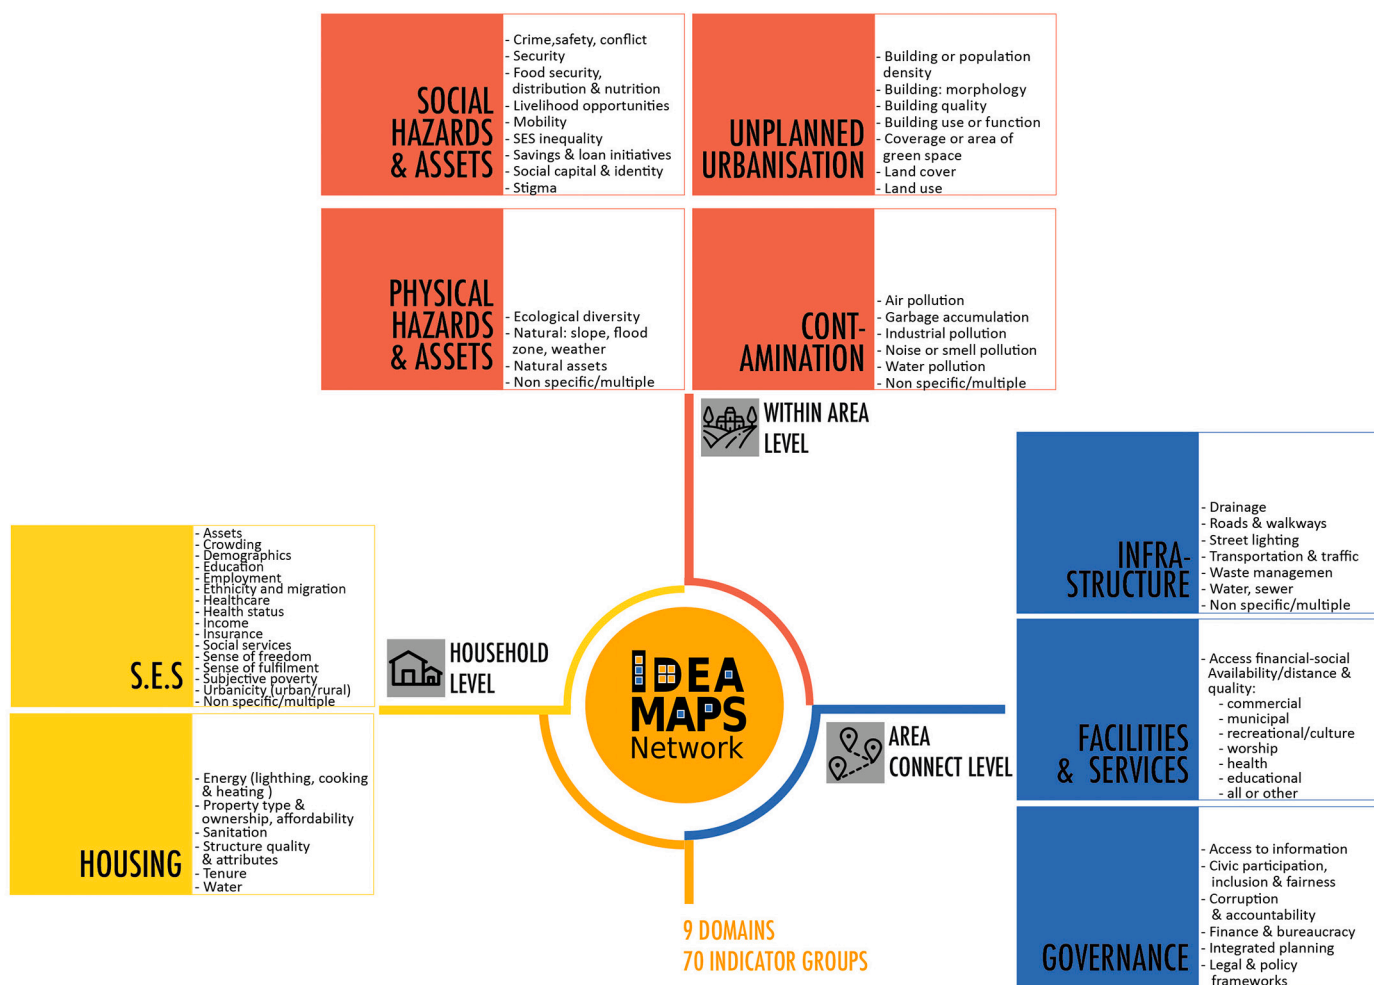 SOCIAL
HAZARDS
& ASSETS
- Crime,safety, conflict
- Security
- Food security,
distribution & nutrition
- Livelihood opportunities
- Mobility
- SES inequality
- Savings & loan initiatives
- Social capital & identity
- Stigma
UNPLANNED
URBANISATION
- Building or population
density
- Building: morphology
- Building quality
- Building use or function
- Coverage or area of
green space
- Land cover
- Land use
PHYSICAL
HAZARDS
& ASSETS
- Ecological diversity
- Natural: slope, flood
zone, weather
- Natural assets
- Non specific/multiple
CONT-
AMINATION
- Air pollution
- Garbage accumulation
- Industrial pollution
- Noise or smell pollution
- Water pollution
- Non specific/multiple
WITHIN AREA
LEVEL
INFRA-
STRUCTURE
- Drainage
- Roads & walkways
- Street lighting
- Transportation & traffic
- Waste managemen
- Water, sewer
- Non specific/multiple
S.E.S
- Assets
- Crowding
- Demographics
- Education
- Employment
- Ethnicity and migration
- Healthcare
- Health status
- Income
- Insurance
- Social services
- Sense of freedom
- Sense of fulfilment
- Subjective poverty
- Urbanicity (urban/rural)
- Non specific/multiple
HOUSEHOLD
LEVEL
IDEA
MAPS
Network
AREA
CONNECT LEVEL
FACILITIES
& SERVICES
- Access financial-social
Availability/distance &
quality:
- commercial
- municipal
- recreational/culture
- worship
- health
- educational
- all or other
HOUSING
- Energy (lighthing, cooking
& heating )
- Property type &
ownership, affordability
- Sanitation
- Structure quality
& attributes
- Tenure
- Water
GOVERNANCE
- Access to information
- Civic participation,
inclusion & fairness
- Corruption
& accountability
- Finance & bureaucracy
- Integrated planning
- Legal & policy
frameworks
9 DOMAINS
70 INDICATOR GROUPS